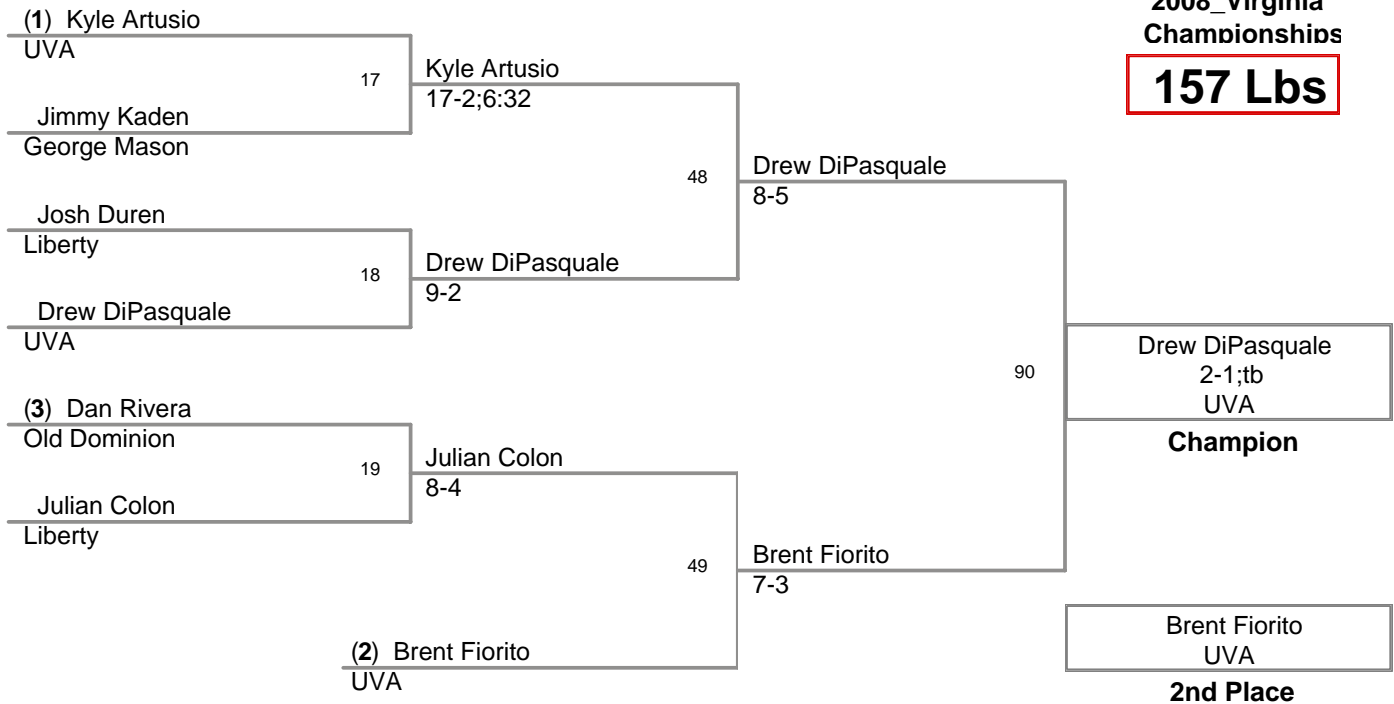 2008_Virginia
Championships
157 Lbs
(1) Kyle Artusio
UVA
17
Jimmy Kaden
George Mason
Kyle Artusio
17-2;6:32
48
Josh Duren
Liberty
18
Drew DiPasquale
UVA
Drew DiPasquale
9-2
Drew DiPasquale
8-5
(3) Dan Rivera
Old Dominion
19
Julian Colon
Liberty
Julian Colon
8-4
49
(2) Brent Fiorito
UVA
Brent Fiorito
7-3
90
Drew DiPasquale
2-1;tb
UVA
Champion
Brent Fiorito
UVA
2nd Place